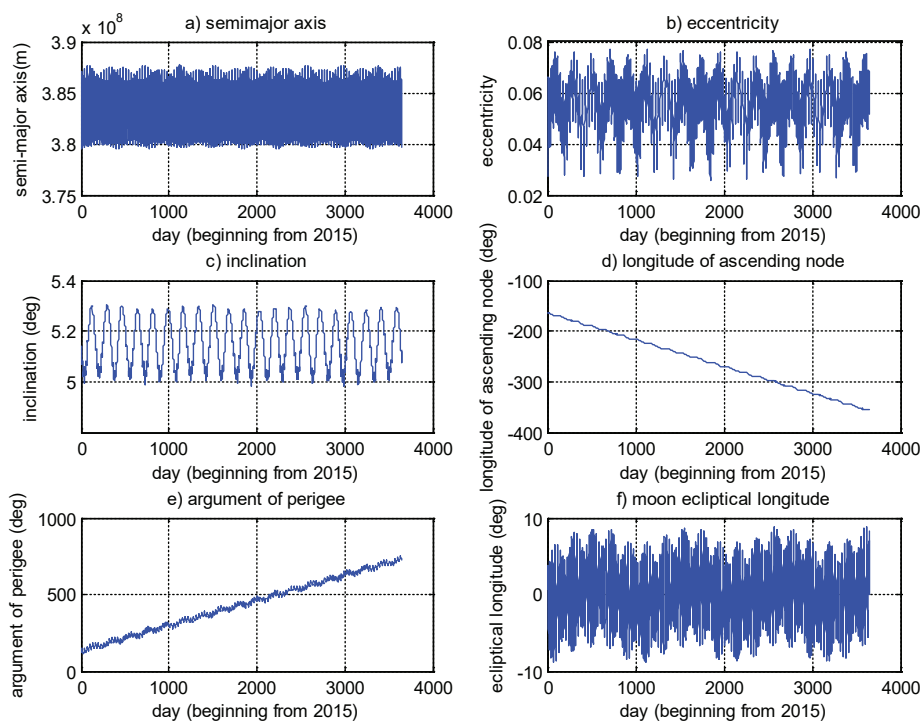 a) semimajor axis
x 10^8
3.9
3.85
3.8
3.75
semi-major axis(m)
0 1000 2000 3000 4000
day (beginning from 2015)
b) eccentricity
0.08
0.06
0.04
0.02
eccentricity
0 1000 2000 3000 4000
day (beginning from 2015)
c) inclination
5.4
5.2
5
inclination (deg)
0 1000 2000 3000 4000
day (beginning from 2015)
d) longitude of ascending node
-100
-200
-300
-400
longitude of ascending node (deg)
0 1000 2000 3000 4000
day (beginning from 2015)
e) argument of perigee
1000
500
0
argument of perigee (deg)
0 1000 2000 3000 4000
day (beginning from 2015)
f) moon ecliptical longitude
10
0
-10
ecliptical longitude (deg)
0 1000 2000 3000 4000
day (beginning from 2015)